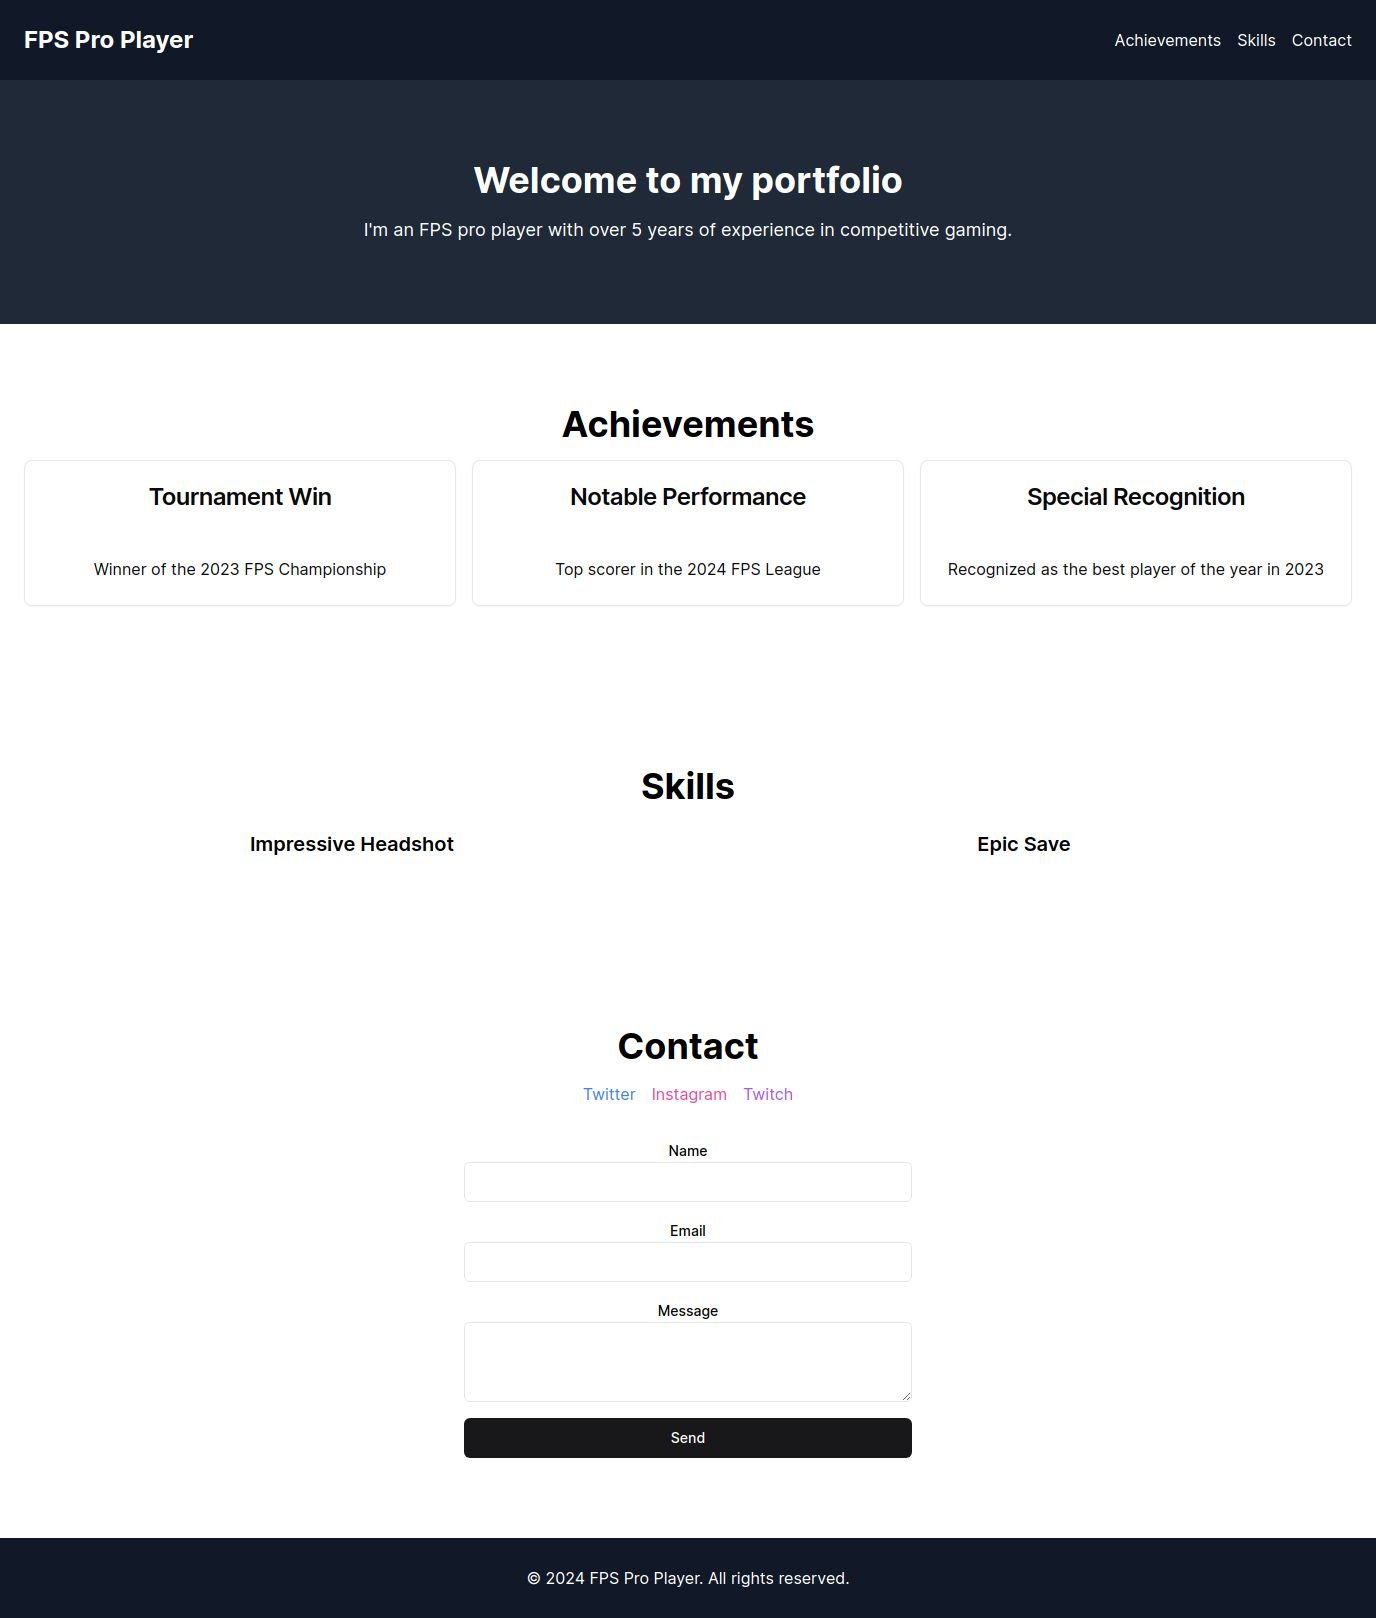 FPS Pro Player
Achievements Skills Contact
Welcome to my portfolio
I'm an FPS pro player with over 5 years of experience in competitive gaming.
Achievements
Tournament Win
Winner of the 2023 FPS Championship
Notable Performance
Top scorer in the 2024 FPS League
Special Recognition
Recognized as the best player of the year in 2023
Skills
Impressive Headshot
Epic Save
Contact
Twitter Instagram Twitch
Name
Email
Message
Send
© 2024 FPS Pro Player. All rights reserved.